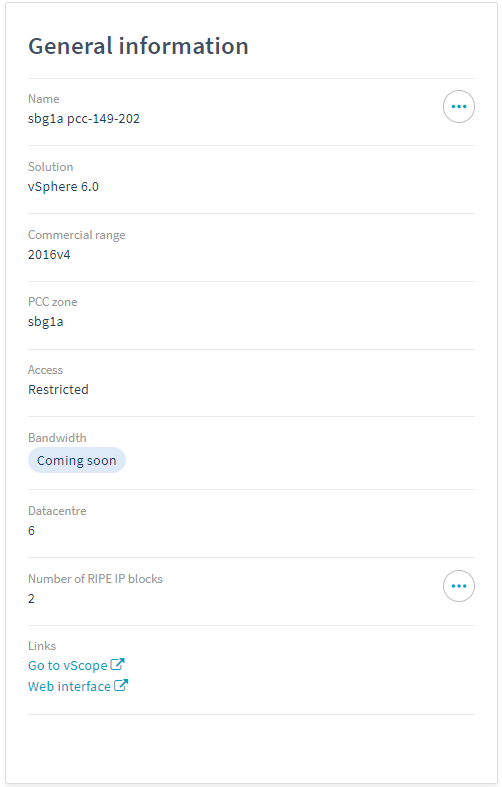 General information
Name
sbg1a pcc-149-202
Solution
vSphere 6.0
Commercial range
2016v4
PCC zone
sbg1a
Access
Restricted
Bandwidth
Coming soon
Datacentre
6
Number of RIPE IP blocks
2
Links
Go to vScope
Web interface